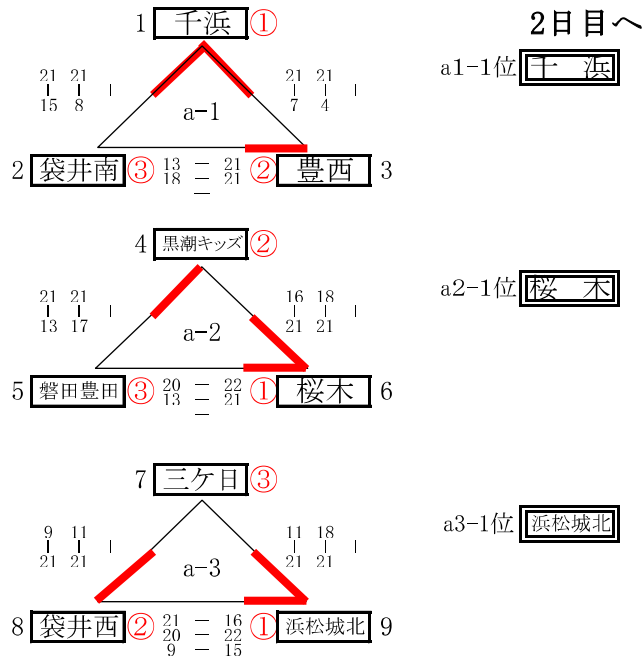 1 千浜 ① 2日目へ
a1-1位 千 浜
21 21 21 21
| | | | | |
15 8 7 4
a-1
2 袋井南 ③ 13 — 21 ② 豊西 3
18 — 21
—
4 黒潮キッズ ②
a2-1位 桜 木
21 21 16 18
| | | | | |
13 17 21 21
a-2
5 磐田豊田 ③ 20 — 22 ① 桜木 6
13 — 21
—
7 三ケ日 ③
a3-1位 浜松城北
9 11 11 18
| | | | | |
21 21 21 21
a-3
8 袋井西 ② 21 — 16 ① 浜松城北 9
20 — 22
9 — 15